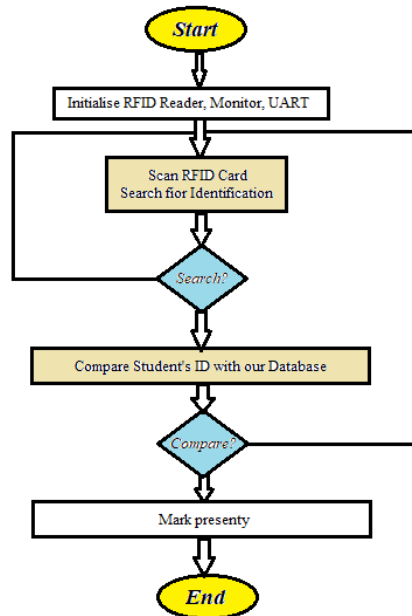 Start
Initialise RFID Reader, Monitor, UART
Scan RFID Card
Search fior Identification
Search?
Compare Student's ID with our Database
Compare?
Mark presenty
End